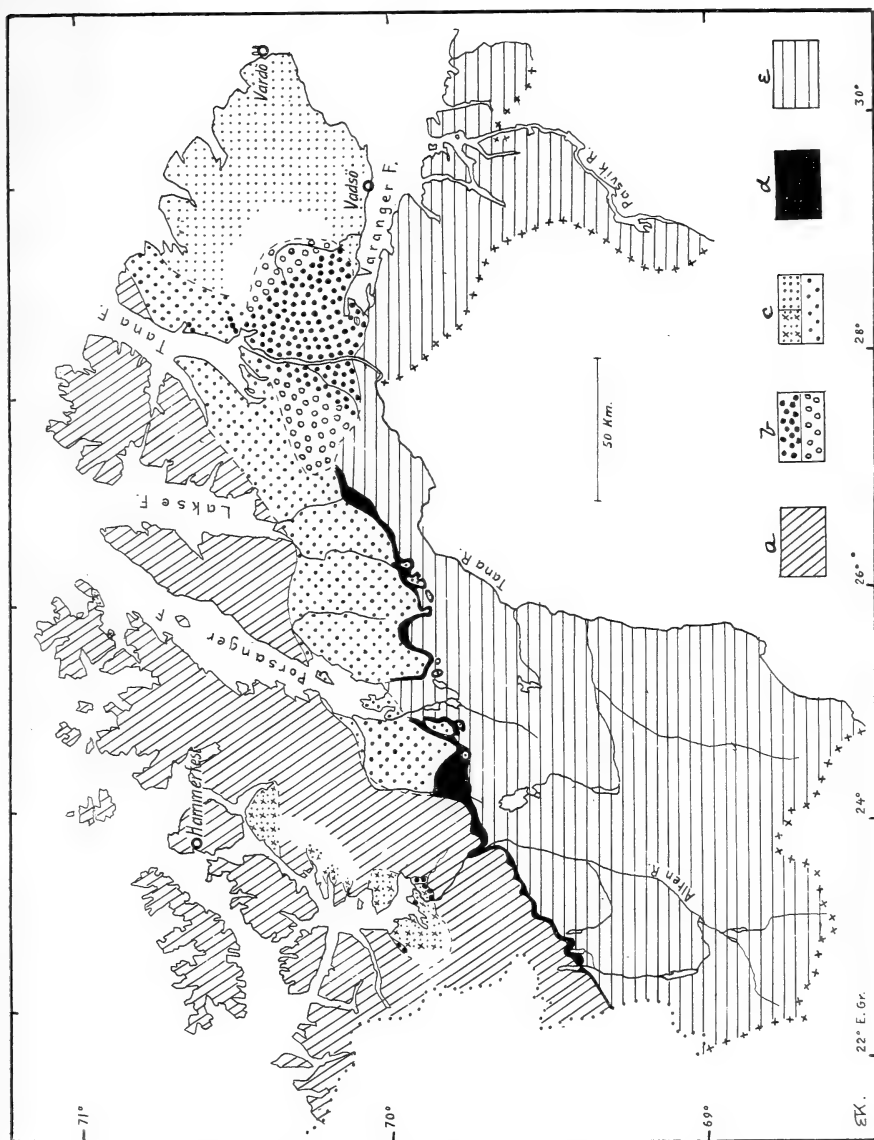 Vardö
Vadsö
Varanger F.
Tana F.
Lakse F.
Porsanger F.
Hammerfest
Pasvik R.
Tana R.
Alten R.
50 Km.
71°
70°
69°
22° E. Gr.
24°
26°
28°
30°
a
b
c
d
e
EK.